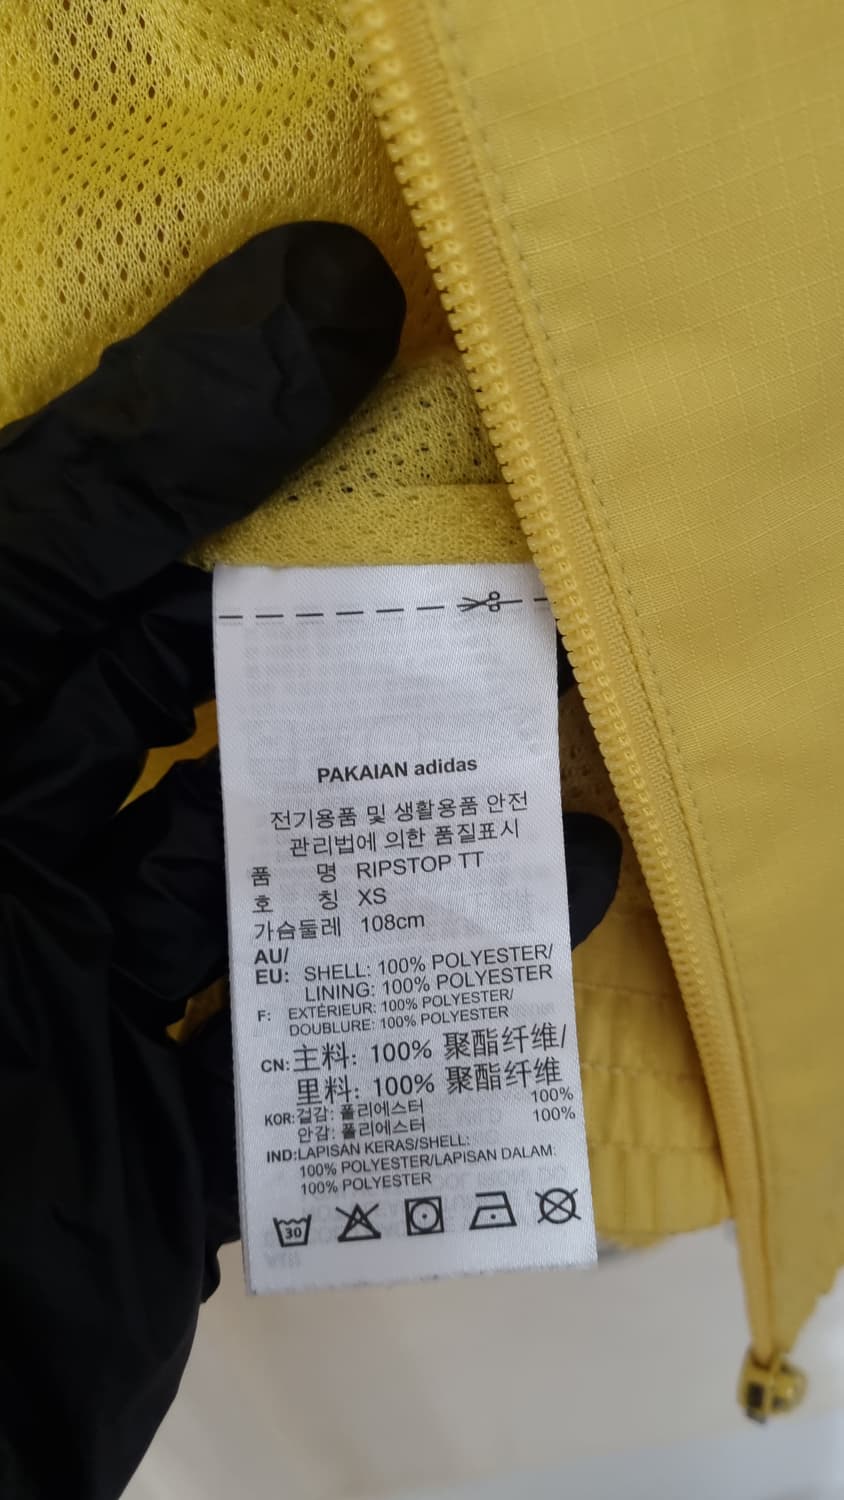 PAKAIAN adidas
전기용품 및 생활용품 안전
관리법에 의한 품질표시
품 명 RIPSTOP TT
호 칭 XS
가슴둘레 108cm
AU/
EU: SHELL: 100% POLYESTER/
LINING: 100% POLYESTER
F: EXTÉRIEUR: 100% POLYESTER/
DOUBLURE: 100% POLYESTER
CN: 主料: 100% 聚酯纤维/
里料: 100% 聚酯纤维
KOR: 겉감: 폴리에스터 100%
안감: 폴리에스터 100%
IND: LAPISAN KERAS/SHELL:
100% POLYESTER/LAPISAN DALAM:
100% POLYESTER
30